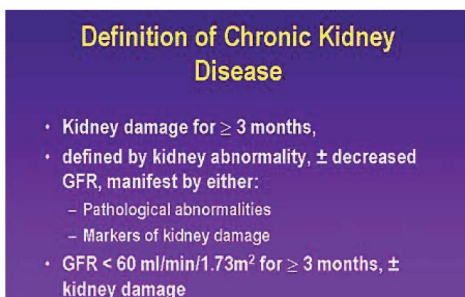 Definition of Chronic Kidney
Disease
• Kidney damage for ≥ 3 months,
• defined by kidney abnormality, ± decreased
GFR, manifest by either:
– Pathological abnormalities
– Markers of kidney damage
• GFR < 60 ml/min/1.73m² for ≥ 3 months, ±
kidney damage